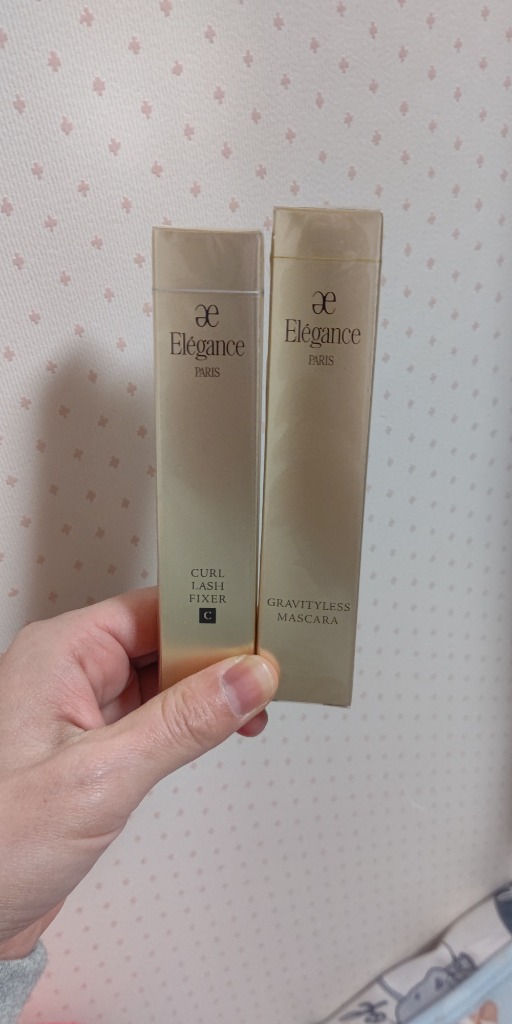 æ
Elégance
PARIS
CURL
LASH
FIXER
C
æ
Elégance
PARIS
GRAVITYLESS
MASCARA